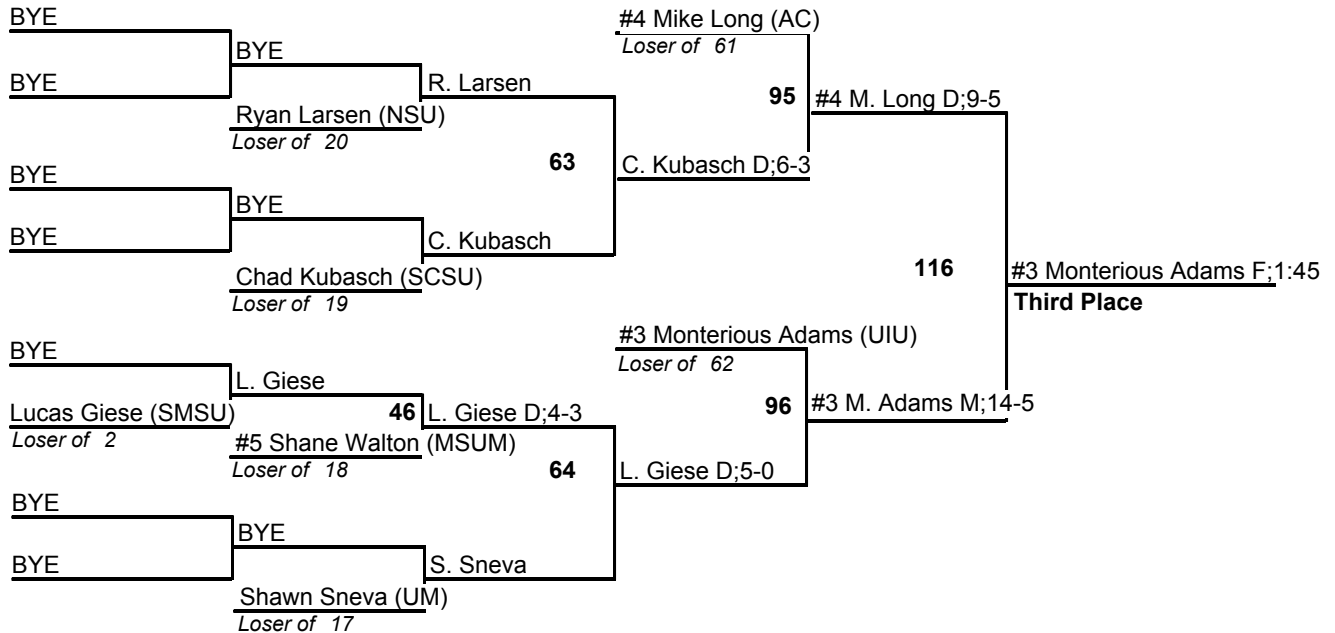 BYE
#4 Mike Long (AC)
Loser of 61
BYE
BYE
R. Larsen
95
#4 M. Long D;9-5
Ryan Larsen (NSU)
Loser of 20
63
C. Kubasch D;6-3
BYE
BYE
BYE
C. Kubasch
116
#3 Monterious Adams F;1:45
Third Place
Chad Kubasch (SCSU)
Loser of 19
#3 Monterious Adams (UIU)
Loser of 62
BYE
L. Giese
96
#3 M. Adams M;14-5
Lucas Giese (SMSU)
Loser of 2
46
L. Giese D;4-3
#5 Shane Walton (MSUM)
Loser of 18
64
L. Giese D;5-0
BYE
BYE
BYE
S. Sneva
Shawn Sneva (UM)
Loser of 17